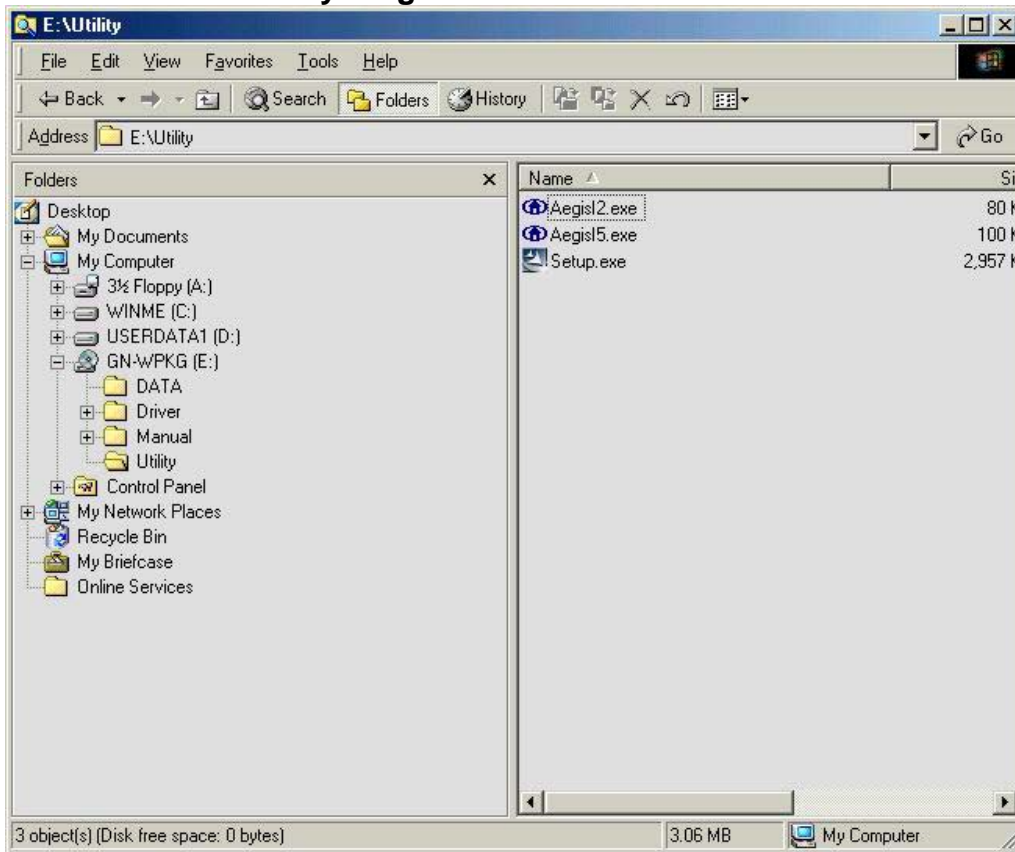 E:\Utility
File Edit View Favorites Tools Help
Back Search Folders History
Address E:\Utility Go
Folders
Desktop
My Documents
My Computer
3½ Floppy (A:)
WINME (C:)
USERDATA1 (D:)
GN-WPKG (E:)
DATA
Driver
Manual
Utility
Control Panel
My Network Places
Recycle Bin
My Briefcase
Online Services
Name Si
AegisI2.exe 80 K
AegisI5.exe 100 K
Setup.exe 2,957 K
3 object(s) (Disk free space: 0 bytes) 3.06 MB My Computer